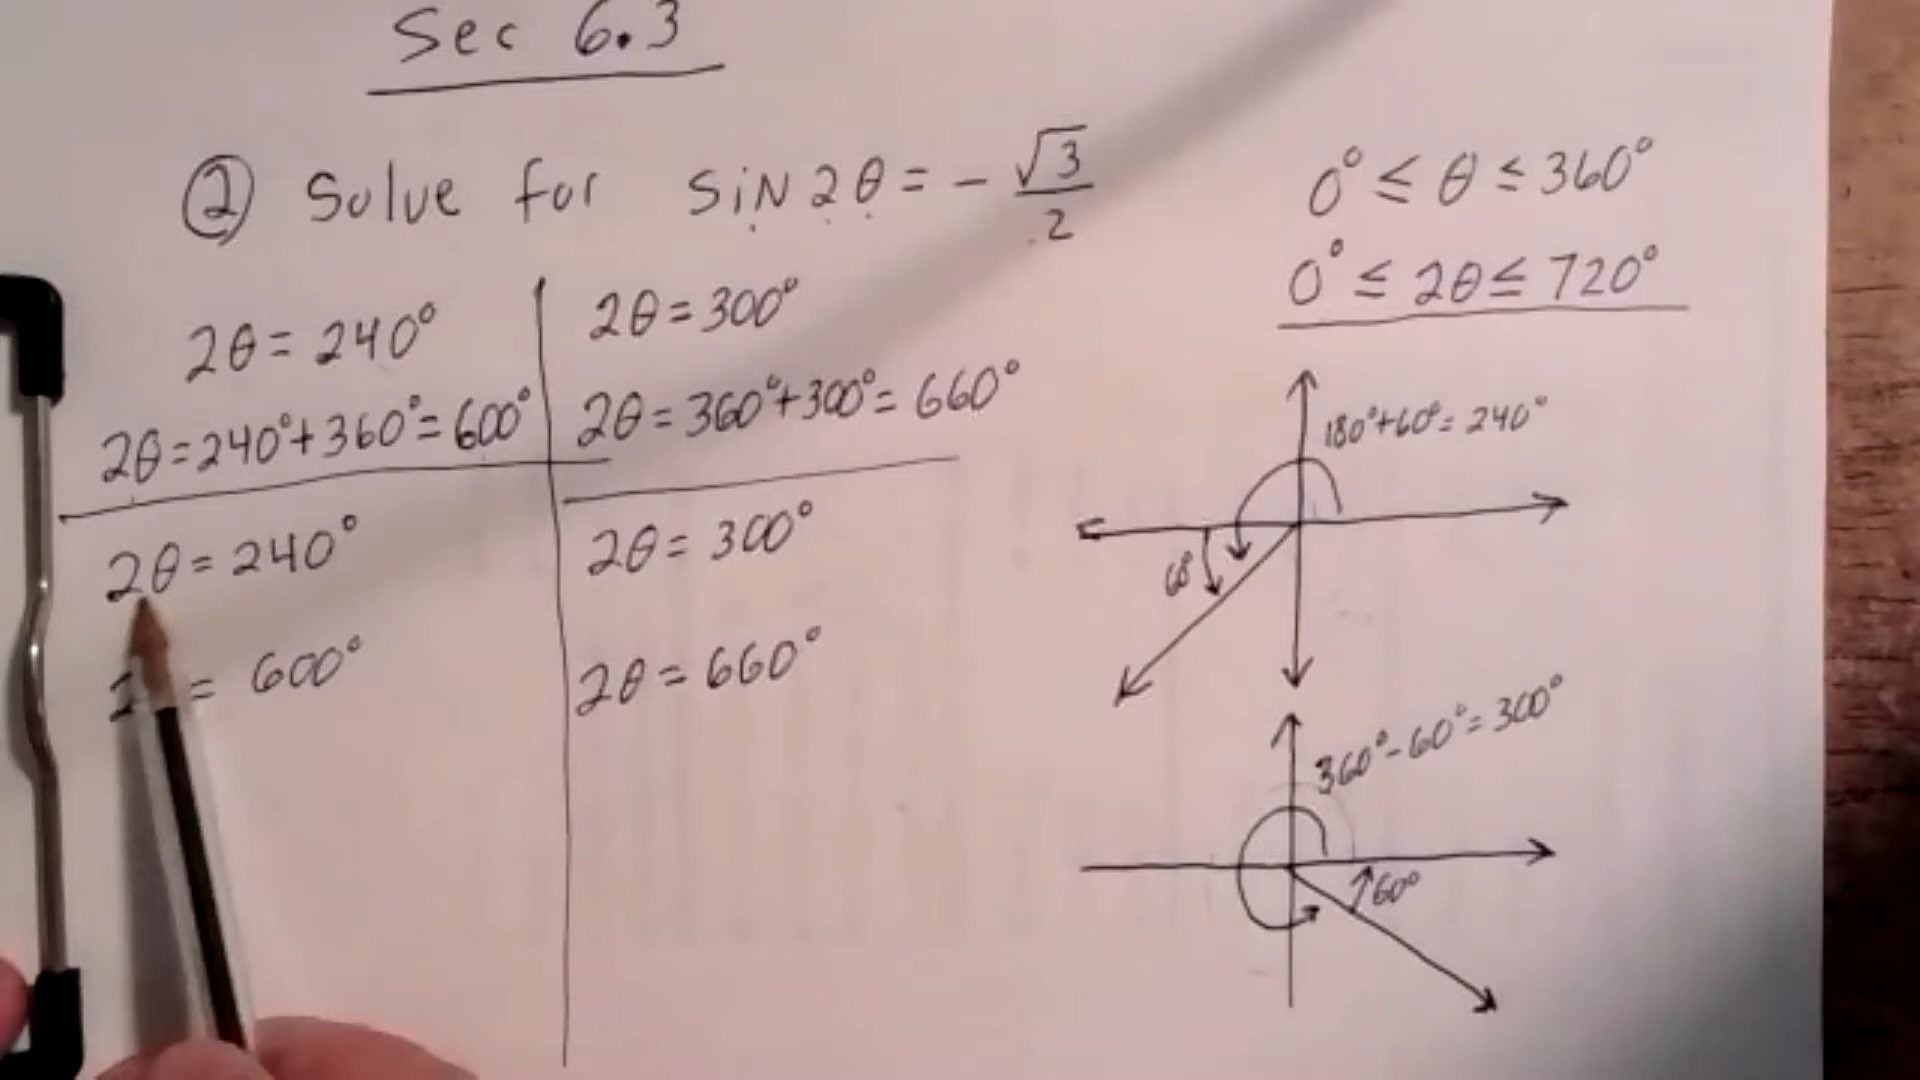 Sec 6.3
② Solve for SiN 2θ = - √3/2
0° ≤ θ ≤ 360°
0° ≤ 2θ ≤ 720°
2θ = 240°
2θ = 240° + 360° = 600°
2θ = 300°
2θ = 360° + 300° = 660°
2θ = 240°
= 600°
2θ = 300°
2θ = 660°
180° + 60° = 240°
60°
360° - 60° = 300°
60°